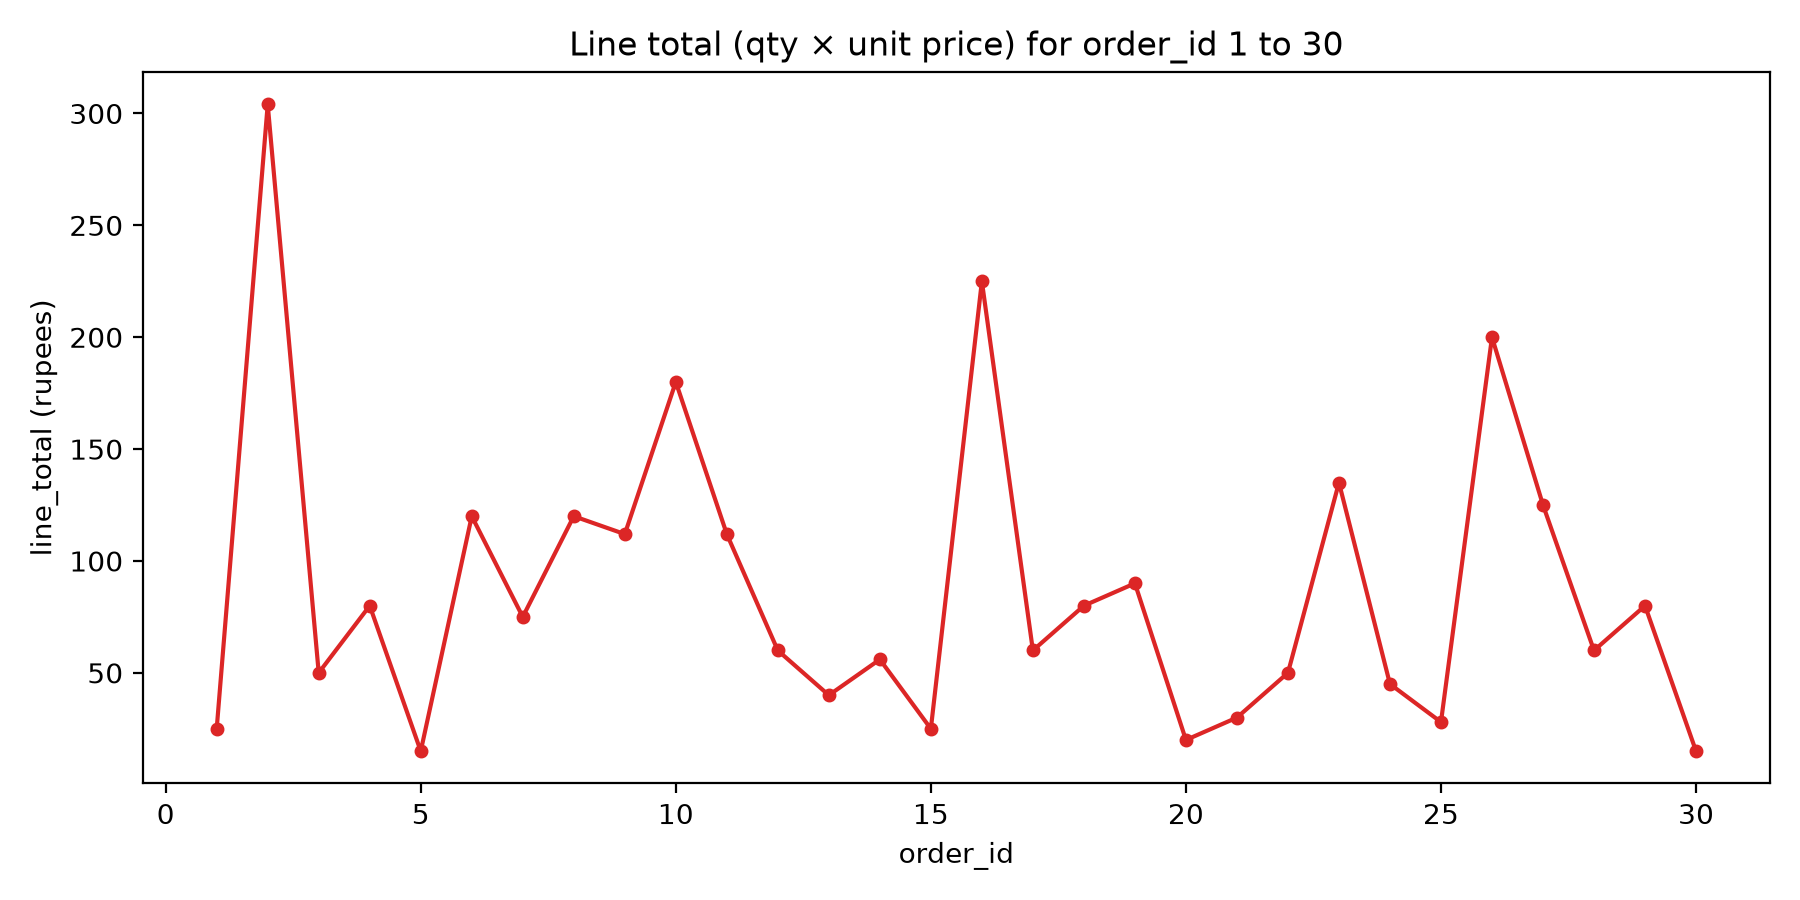 Line total (qty × unit price) for order_id 1 to 30
300
250
200
150
100
50
line_total (rupees)
0 5 10 15 20 25 30
order_id